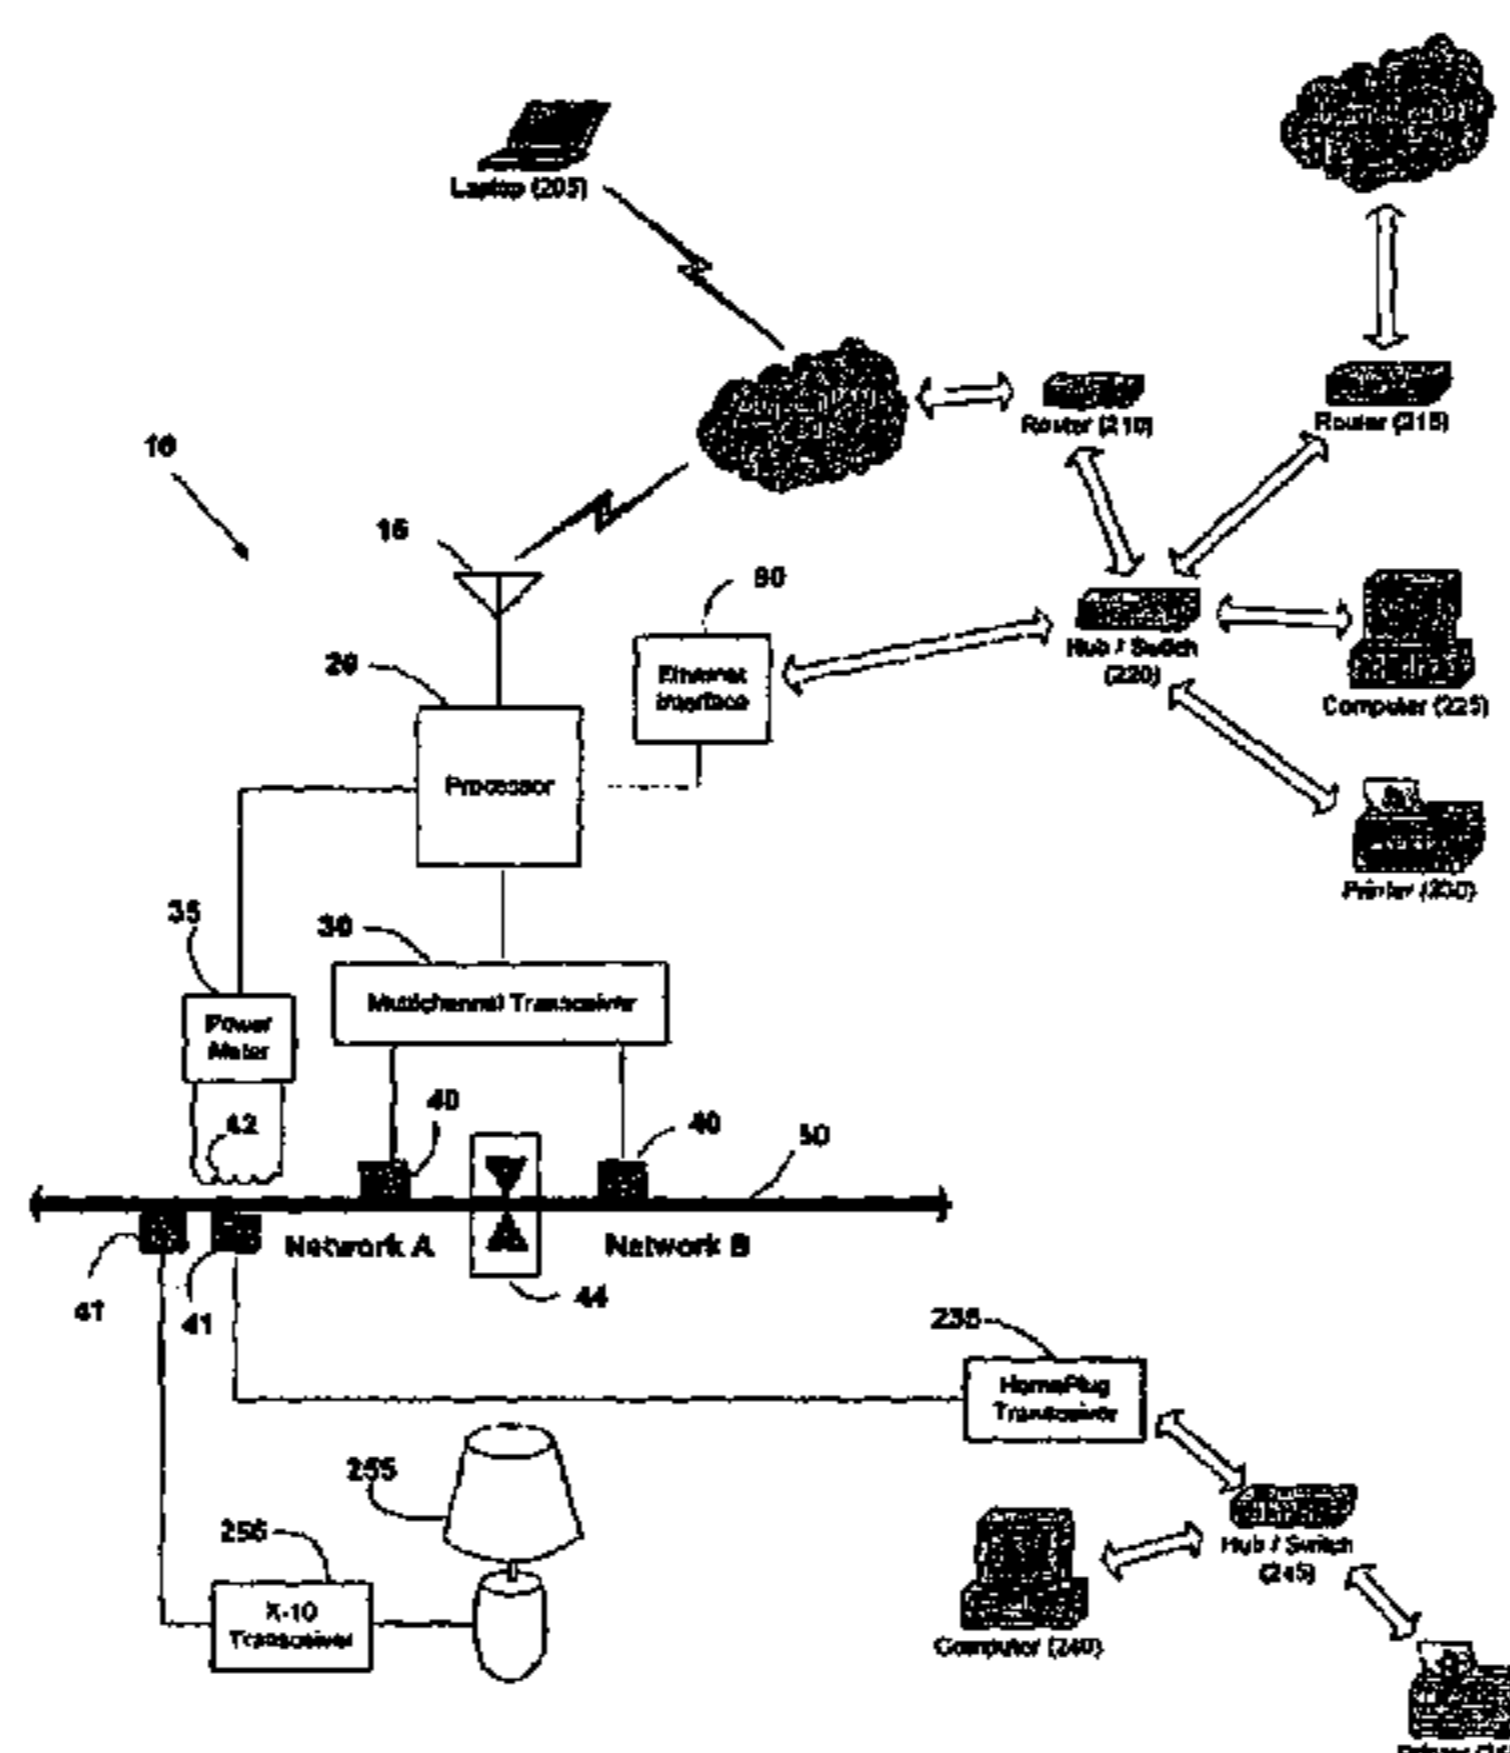 Laptop (205)
Router (210)
Router (215)
10
15
90
20
Ethernet
Interface
Hub / Switch
(220)
Computer (225)
Processor
Printer (230)
35
30
Power
Meter
Multichannel Transceiver
42
40
40
50
Network A
Network B
41
41
44
235
HomePlug
Transceiver
255
Hub / Switch
(245)
X-10
Transceiver
Computer (240)